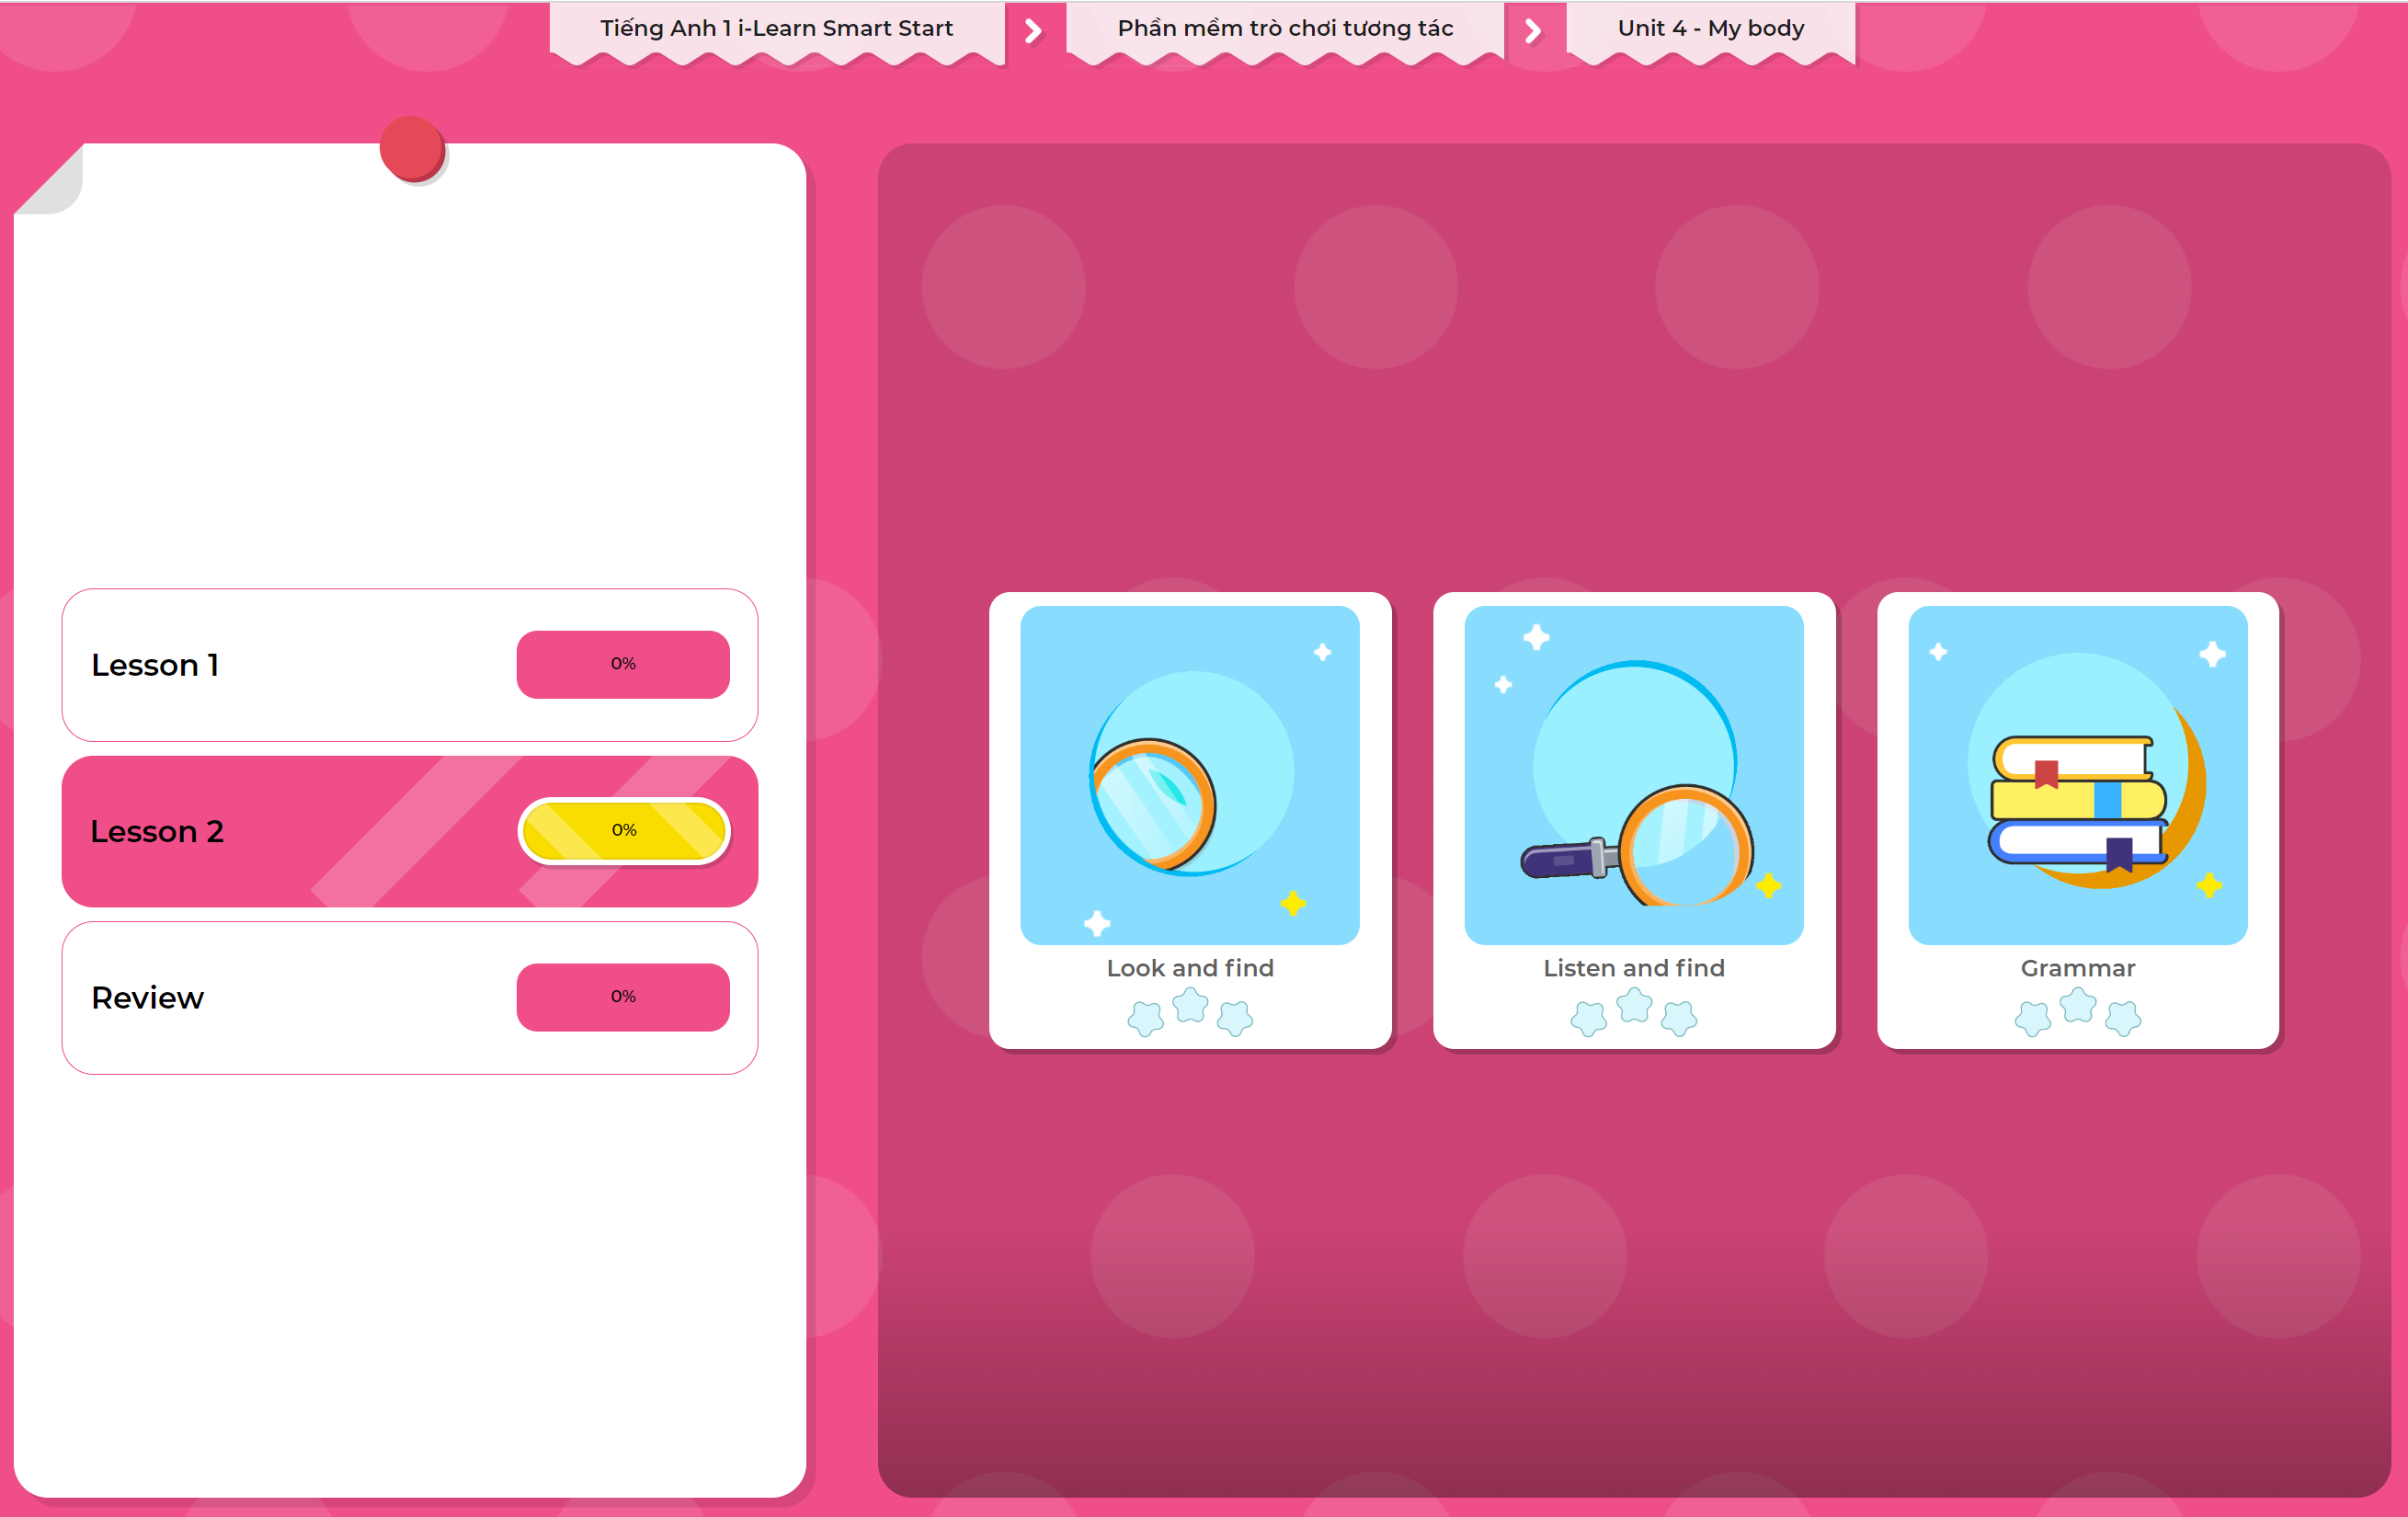 Tiếng Anh 1 i-Learn Smart Start
Phần mềm trò chơi tương tác
Unit 4 - My body
Lesson 1
0%
Lesson 2
0%
Review
0%
Look and find
Listen and find
Grammar